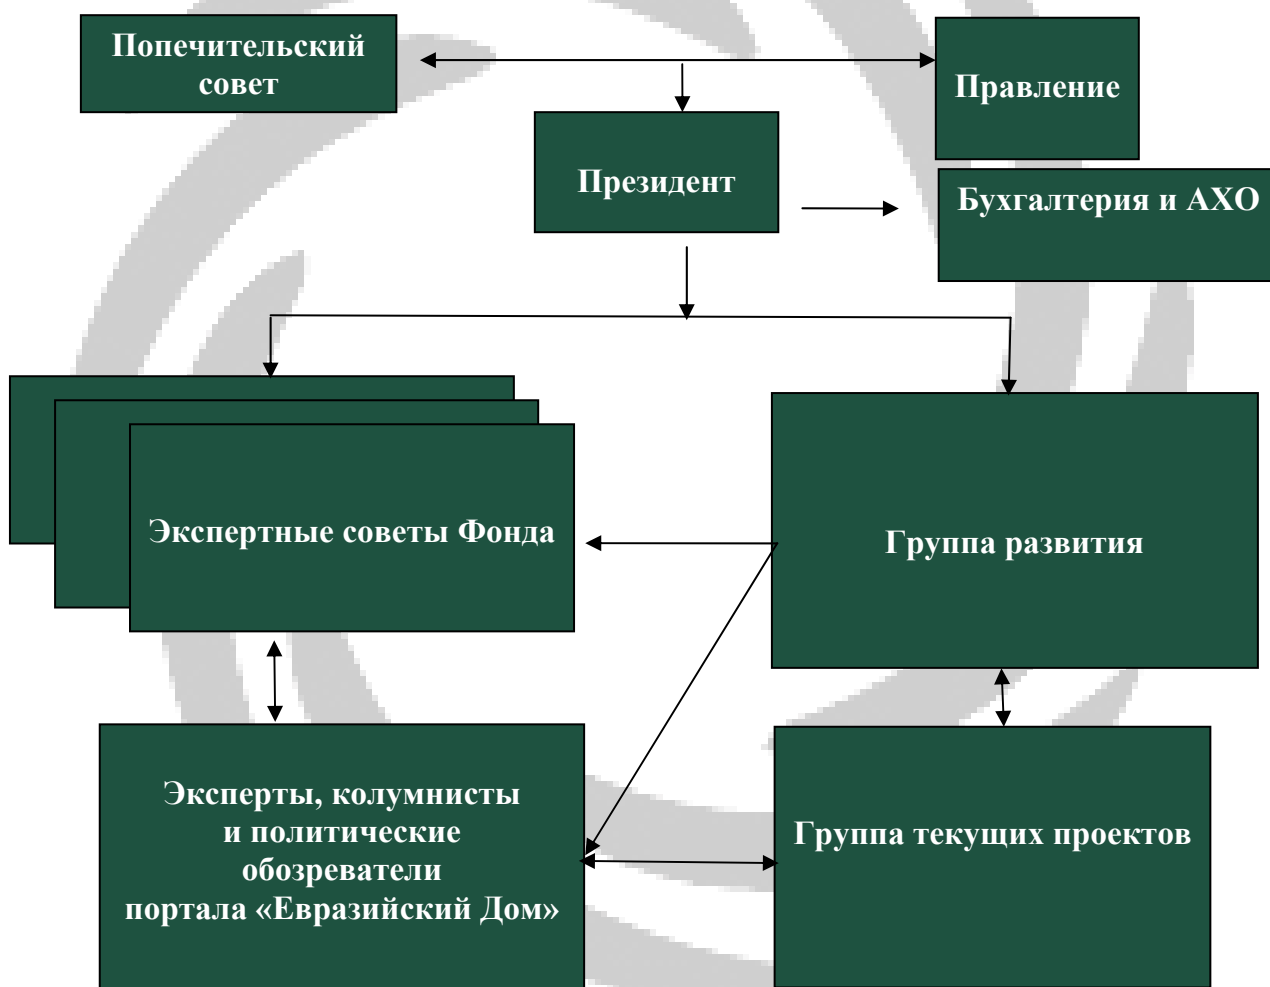 Попечительский
совет
Правление
Президент
Бухгалтерия и АХО
Экспертные советы Фонда
Группа развития
Эксперты, колумнисты
и политические
обозреватели
портала «Евразийский Дом»
Группа текущих проектов